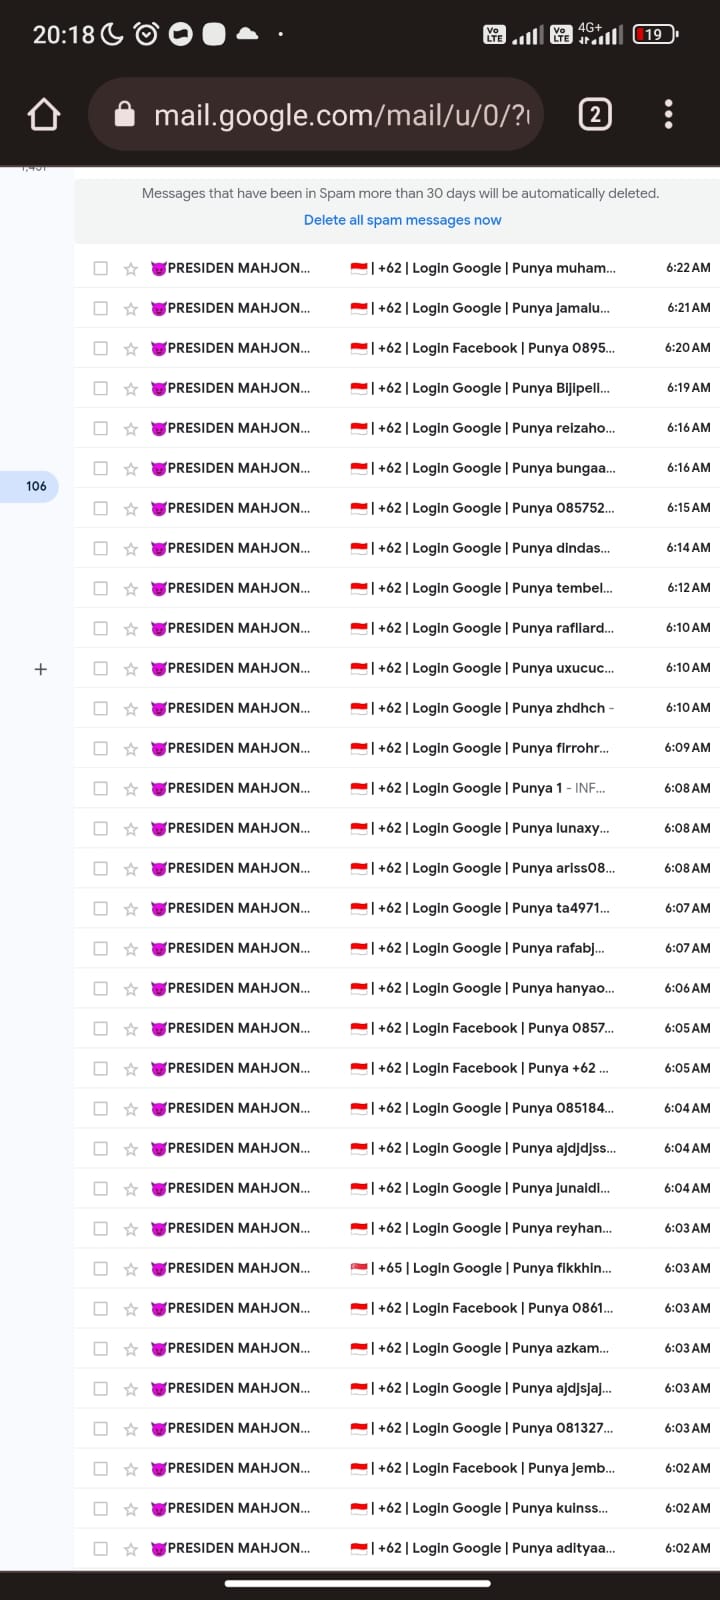 20:18
Vo LTE Vo LTE 4G+ 19
mail.google.com/mail/u/0/?
2
Messages that have been in Spam more than 30 days will be automatically deleted.
Delete all spam messages now
😈PRESIDEN MAHJON... 🇮🇩 | +62 | Login Google | Punya muham... 6:22 AM
😈PRESIDEN MAHJON... 🇮🇩 | +62 | Login Google | Punya jamalu... 6:21 AM
😈PRESIDEN MAHJON... 🇮🇩 | +62 | Login Facebook | Punya 0895... 6:20 AM
😈PRESIDEN MAHJON... 🇮🇩 | +62 | Login Google | Punya Bijipeli... 6:19 AM
😈PRESIDEN MAHJON... 🇮🇩 | +62 | Login Google | Punya reizaho... 6:16 AM
😈PRESIDEN MAHJON... 🇮🇩 | +62 | Login Google | Punya bungaa... 6:16 AM
106
😈PRESIDEN MAHJON... 🇮🇩 | +62 | Login Google | Punya 085752... 6:15 AM
😈PRESIDEN MAHJON... 🇮🇩 | +62 | Login Google | Punya dindas... 6:14 AM
😈PRESIDEN MAHJON... 🇮🇩 | +62 | Login Google | Punya tembel... 6:12 AM
😈PRESIDEN MAHJON... 🇮🇩 | +62 | Login Google | Punya rafliard... 6:10 AM
😈PRESIDEN MAHJON... 🇮🇩 | +62 | Login Google | Punya uxucuc... 6:10 AM
😈PRESIDEN MAHJON... 🇮🇩 | +62 | Login Google | Punya zhdhch - 6:10 AM
😈PRESIDEN MAHJON... 🇮🇩 | +62 | Login Google | Punya firrohr... 6:09 AM
😈PRESIDEN MAHJON... 🇮🇩 | +62 | Login Google | Punya 1 - INF... 6:08 AM
😈PRESIDEN MAHJON... 🇮🇩 | +62 | Login Google | Punya lunaxy... 6:08 AM
😈PRESIDEN MAHJON... 🇮🇩 | +62 | Login Google | Punya ariss08... 6:08 AM
😈PRESIDEN MAHJON... 🇮🇩 | +62 | Login Google | Punya ta4971... 6:07 AM
😈PRESIDEN MAHJON... 🇮🇩 | +62 | Login Google | Punya rafabj... 6:07 AM
😈PRESIDEN MAHJON... 🇮🇩 | +62 | Login Google | Punya hanyao... 6:06 AM
😈PRESIDEN MAHJON... 🇮🇩 | +62 | Login Facebook | Punya 0857... 6:05 AM
😈PRESIDEN MAHJON... 🇮🇩 | +62 | Login Facebook | Punya +62 ... 6:05 AM
😈PRESIDEN MAHJON... 🇮🇩 | +62 | Login Google | Punya 085184... 6:04 AM
😈PRESIDEN MAHJON... 🇮🇩 | +62 | Login Google | Punya ajdjdjss... 6:04 AM
😈PRESIDEN MAHJON... 🇮🇩 | +62 | Login Google | Punya junaidi... 6:04 AM
😈PRESIDEN MAHJON... 🇮🇩 | +62 | Login Google | Punya reyhan... 6:03 AM
😈PRESIDEN MAHJON... 🇸🇬 | +65 | Login Google | Punya fikkhin... 6:03 AM
😈PRESIDEN MAHJON... 🇮🇩 | +62 | Login Facebook | Punya 0861... 6:03 AM
😈PRESIDEN MAHJON... 🇮🇩 | +62 | Login Google | Punya azkam... 6:03 AM
😈PRESIDEN MAHJON... 🇮🇩 | +62 | Login Google | Punya ajdjsjaj... 6:03 AM
😈PRESIDEN MAHJON... 🇮🇩 | +62 | Login Google | Punya 081327... 6:03 AM
😈PRESIDEN MAHJON... 🇮🇩 | +62 | Login Facebook | Punya jemb... 6:02 AM
😈PRESIDEN MAHJON... 🇮🇩 | +62 | Login Google | Punya kuinss... 6:02 AM
😈PRESIDEN MAHJON... 🇮🇩 | +62 | Login Google | Punya adityaa... 6:02 AM